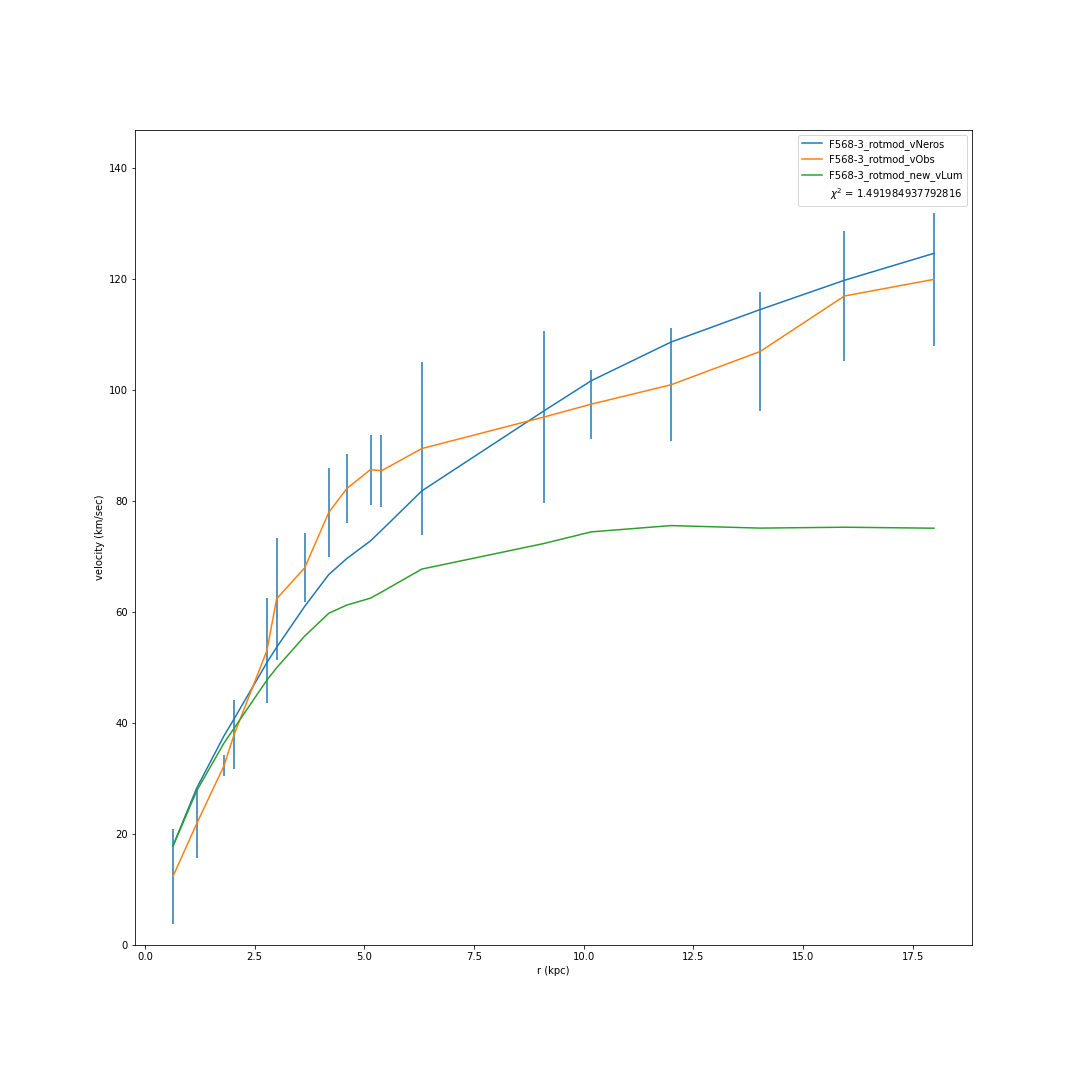 F568-3_rotmod_vNeros
F568-3_rotmod_vObs
F568-3_rotmod_new_vLum
χ² = 1.491984937792816
140
120
100
80
60
40
20
0
velocity (km/sec)
0.0 2.5 5.0 7.5 10.0 12.5 15.0 17.5
r (kpc)